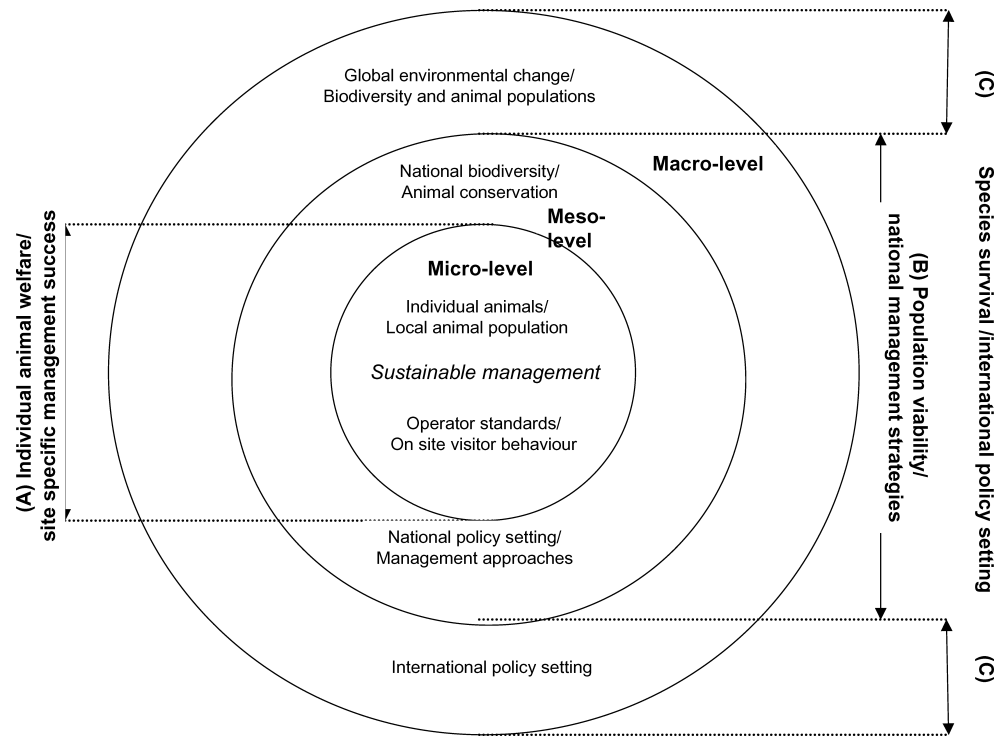 Global environmental change/
Biodiversity and animal populations
National biodiversity/
Animal conservation
Macro-level
Meso-
level
Micro-level
Individual animals/
Local animal population
Sustainable management
Operator standards/
On site visitor behaviour
National policy setting/
Management approaches
International policy setting
(A) Individual animal welfare/
site specific management success
(B) Population viability/
national management strategies
(C)
Species survival /international policy setting
(C)